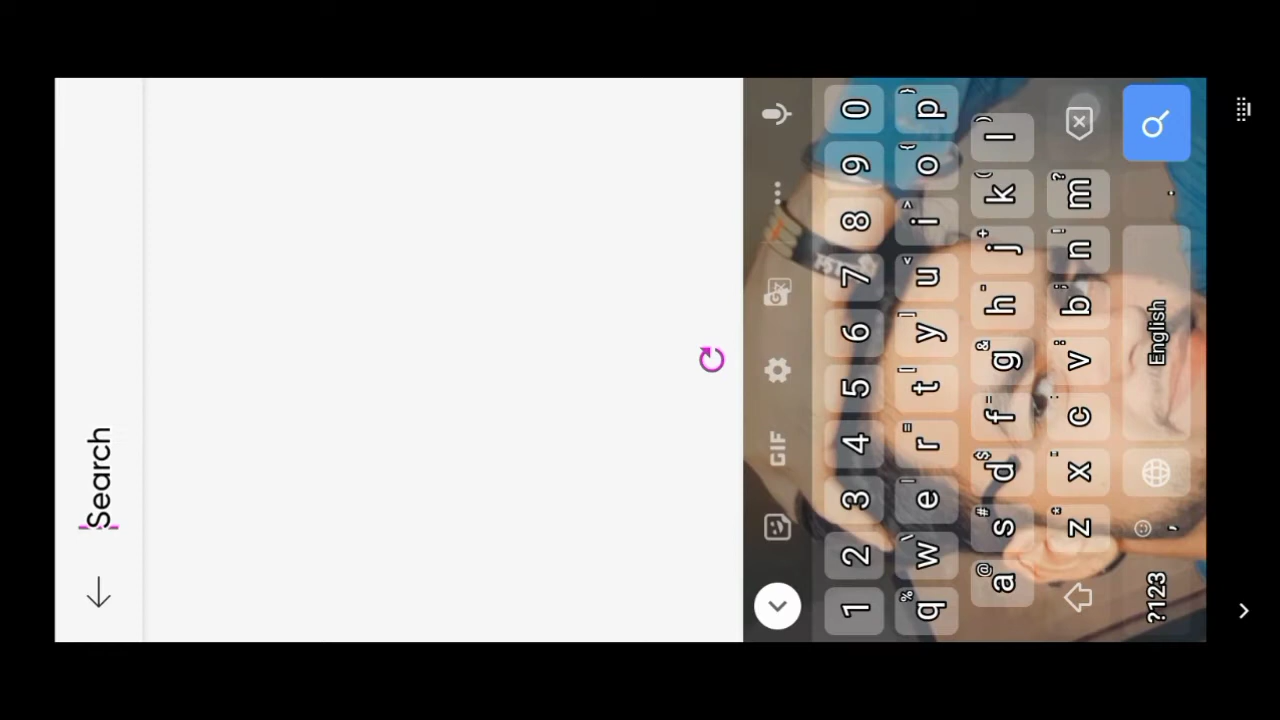 Search
GIF
1 2 3 4 5 6 7 8 9 0
q w e r t y u i o p
% \ | = [ ] < > { }
a s d f g h j k l
@ # $ & - + ( )
z x c v b n m
* " ' : ; ! ?
?123 , English .